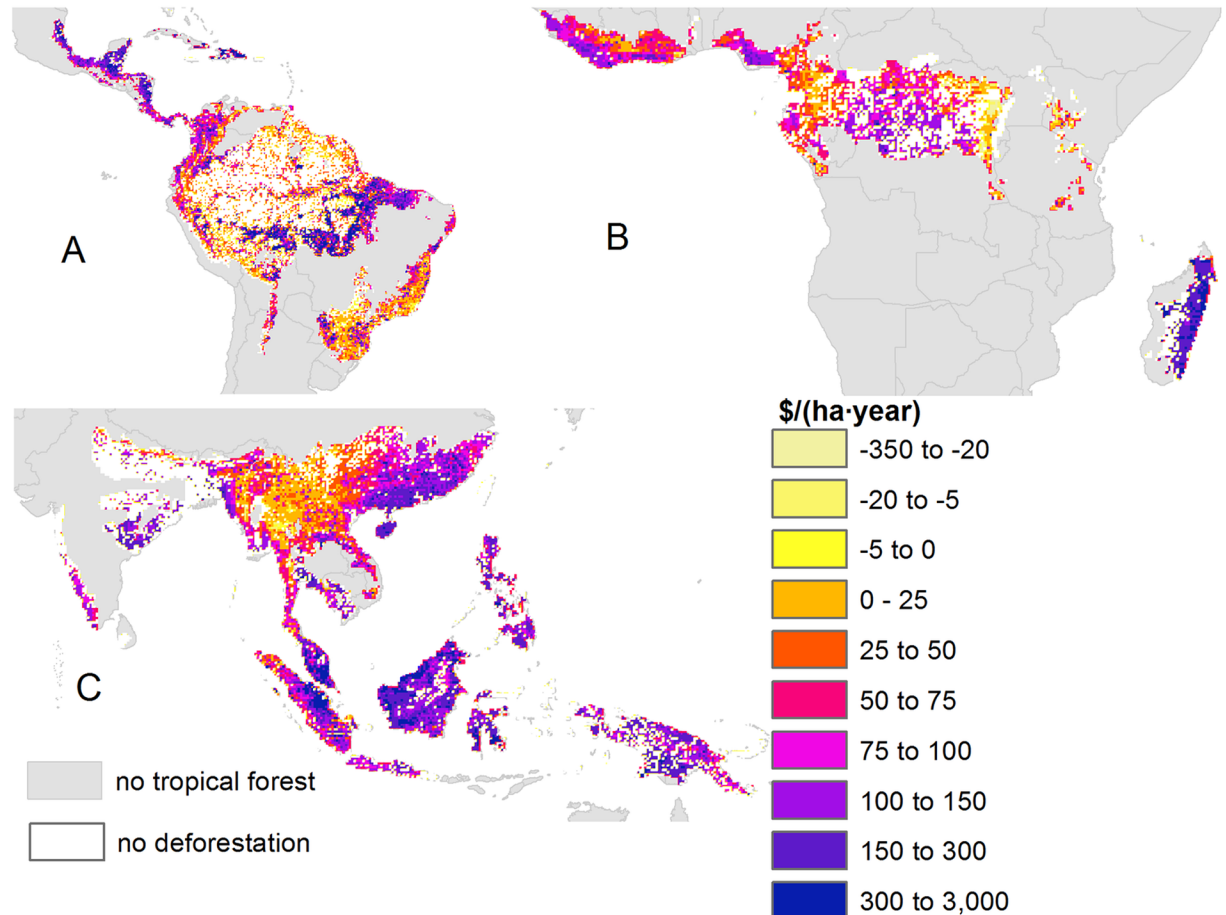 A
B
C
$/(ha·year)
-350 to -20
-20 to -5
-5 to 0
0 - 25
25 to 50
50 to 75
75 to 100
100 to 150
150 to 300
300 to 3,000
no tropical forest
no deforestation